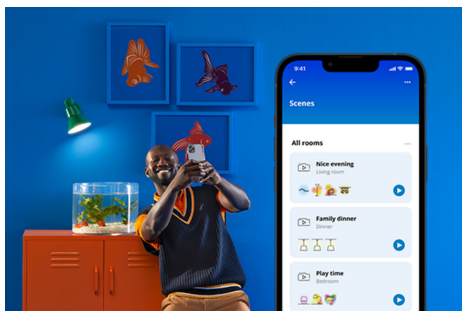 9:41
Scenes
All rooms
Nice evening
Living room
Family dinner
Dinner
Play time
Bedroom